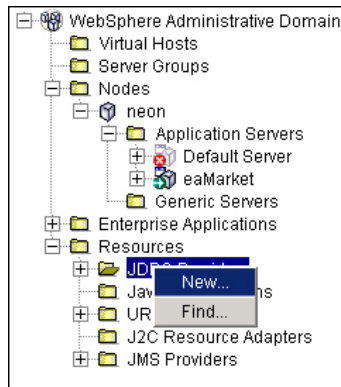 WebSphere Administrative Domain
Virtual Hosts
Server Groups
Nodes
neon
Application Servers
Default Server
eaMarket
Generic Servers
Enterprise Applications
Resources
New...
Find...
J2C Resource Adapters
JMS Providers